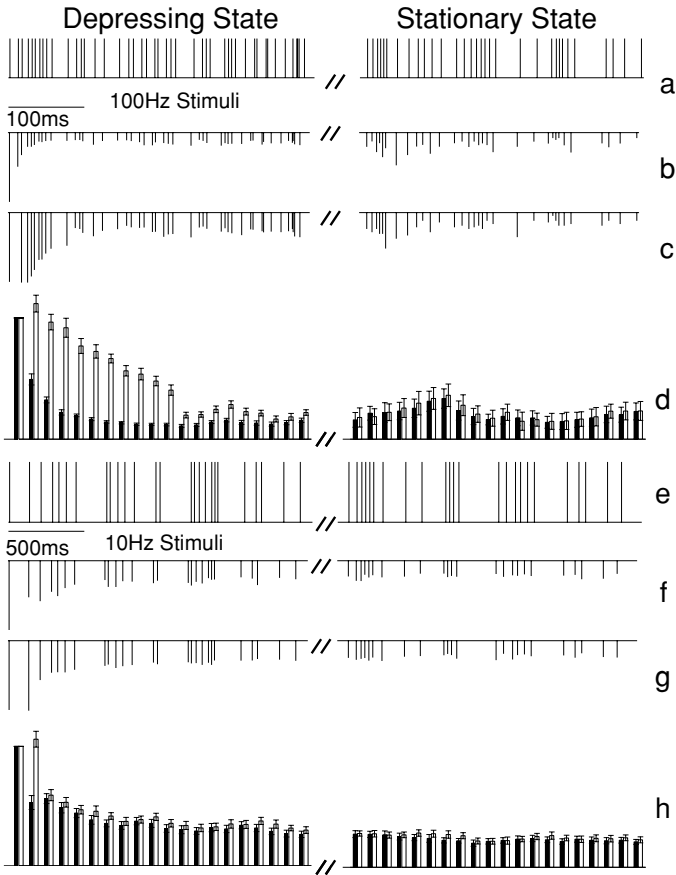 Depressing State
Stationary State
a
100Hz Stimuli
100ms
b
c
d
e
10Hz Stimuli
500ms
f
g
h